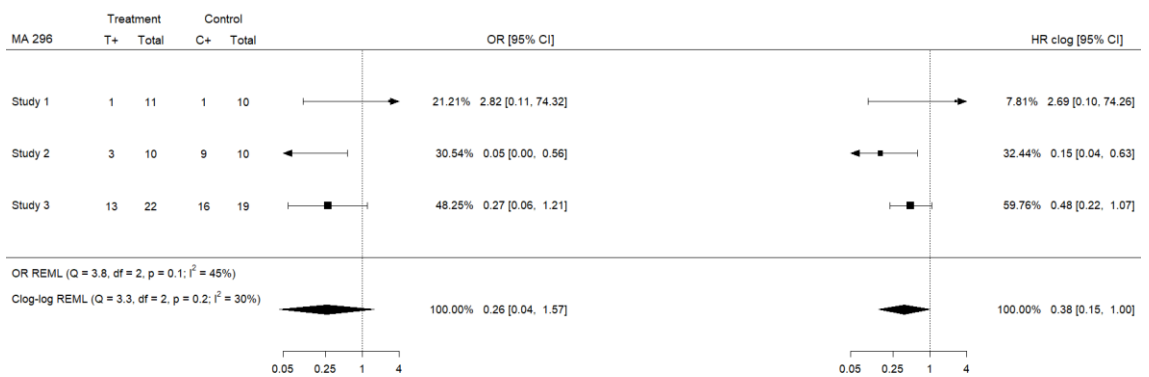 Treatment Control
MA 296 T+ Total C+ Total OR [95% CI] HR clog [95% CI]
Study 1 1 11 1 10 21.21% 2.82 [0.11, 74.32] 7.81% 2.69 [0.10, 74.26]
Study 2 3 10 9 10 30.54% 0.05 [0.00, 0.56] 32.44% 0.15 [0.04, 0.63]
Study 3 13 22 16 19 48.25% 0.27 [0.06, 1.21] 59.76% 0.48 [0.22, 1.07]
OR REML (Q = 3.8, df = 2, p = 0.1; I² = 45%)
Clog-log REML (Q = 3.3, df = 2, p = 0.2; I² = 30%)
100.00% 0.26 [0.04, 1.57] 100.00% 0.38 [0.15, 1.00]
0.05 0.25 1 4 0.05 0.25 1 4